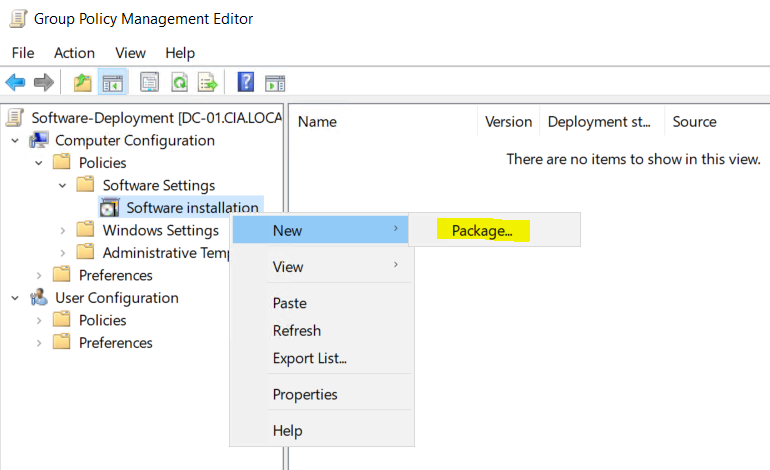 Group Policy Management Editor
File Action View Help
Software-Deployment [DC-01.CIA.LOCA
Computer Configuration
Policies
Software Settings
Software installation
Windows Settings
Administrative Temp
Preferences
User Configuration
Policies
Preferences
Name Version Deployment st... Source
There are no items to show in this view.
New
Package...
View
Paste
Refresh
Export List...
Properties
Help